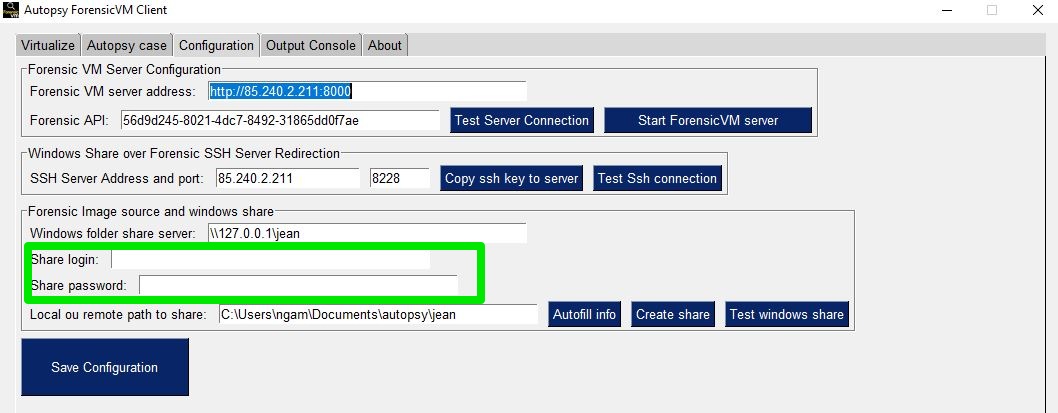 Forensic VM
Autopsy ForensicVM Client
Virtualize Autopsy case Configuration Output Console About
Forensic VM Server Configuration
Forensic VM server address: http://85.240.2.211:8000
Forensic API: 56d9d245-8021-4dc7-8492-31865dd0f7ae Test Server Connection Start ForensicVM server
Windows Share over Forensic SSH Server Redirection
SSH Server Address and port: 85.240.2.211 8228 Copy ssh key to server Test Ssh connection
Forensic Image source and windows share
Windows folder share server: \\127.0.0.1\jean
Share login:
Share password:
Local ou remote path to share: C:\Users\ngam\Documents\autopsy\jean Autofill info Create share Test windows share
Save Configuration